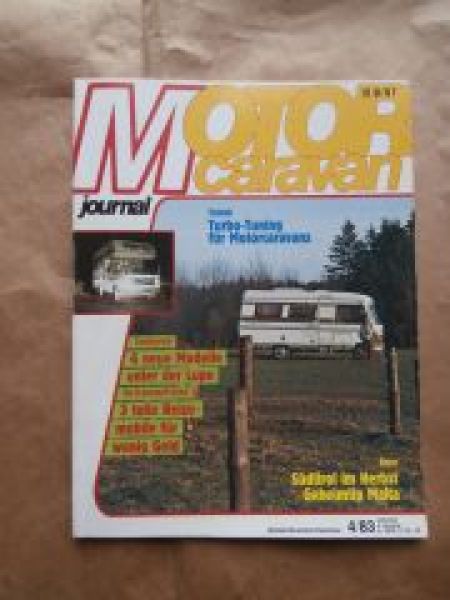 MOTOR
caravan
journal
Turbo-Tuning
für Motorcaravans
4 neue Modelle
unter der Lupe
3 tolle Reise-
mobile für
wenig Geld
Südtirol im Herbst
Geheimtip Malta
4/83